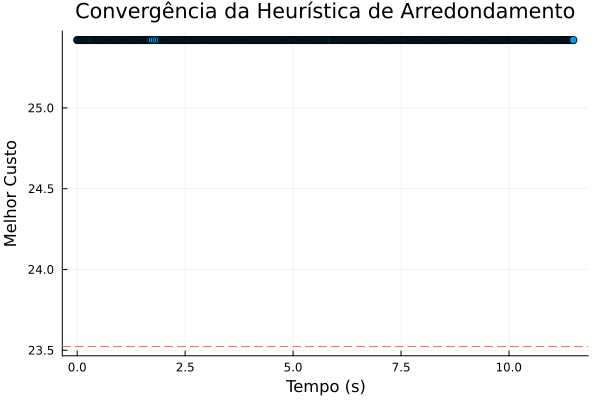 Convergência da Heurística de Arredondamento
Melhor Custo
25.0
24.5
24.0
23.5
0.0 2.5 5.0 7.5 10.0
Tempo (s)